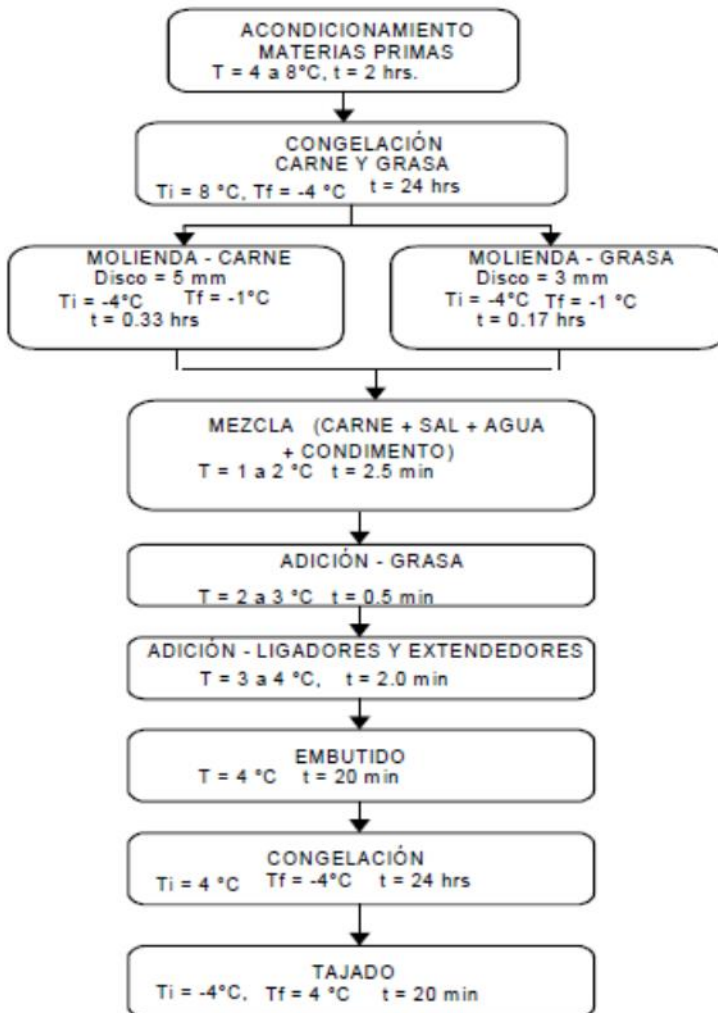 ACONDICIONAMIENTO
MATERIAS PRIMAS
T = 4 a 8°C, t = 2 hrs.
CONGELACIÓN
CARNE Y GRASA
Ti = 8 °C, Tf = -4 °C t = 24 hrs
MOLIENDA - CARNE
Disco = 5 mm
Ti = -4°C Tf = -1°C
t = 0.33 hrs
MOLIENDA - GRASA
Disco = 3 mm
Ti = -4°C Tf = -1 °C
t = 0.17 hrs
MEZCLA (CARNE + SAL + AGUA
+ CONDIMENTO)
T = 1 a 2 °C t = 2.5 min
ADICIÓN - GRASA
T = 2 a 3 °C t = 0.5 min
ADICIÓN - LIGADORES Y EXTENDEDORES
T = 3 a 4 °C, t = 2.0 min
EMBUTIDO
T = 4 °C t = 20 min
CONGELACIÓN
Ti = 4 °C Tf = -4°C t = 24 hrs
TAJADO
Ti = -4°C, Tf = 4 °C t = 20 min